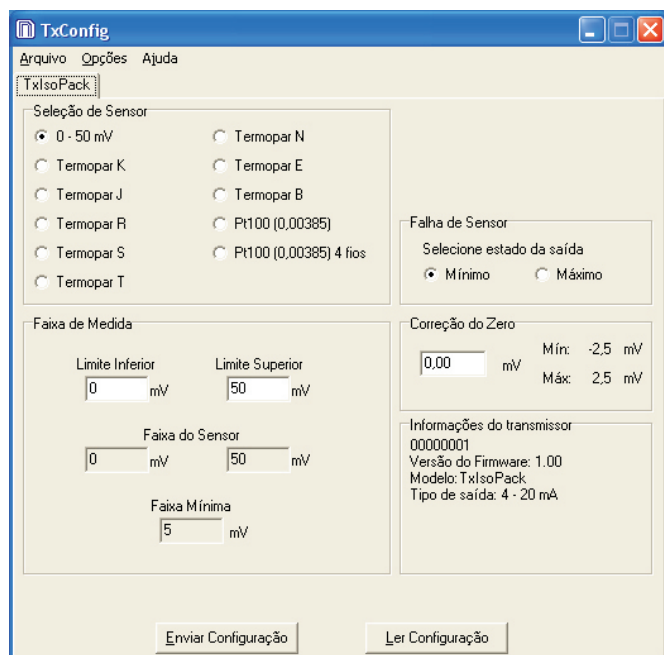 TxConfig
Arquivo Opções Ajuda
TxIsoPack
Seleção de Sensor
0 - 50 mV
Termopar K
Termopar J
Termopar R
Termopar S
Termopar T
Termopar N
Termopar E
Termopar B
Pt100 (0,00385)
Pt100 (0,00385) 4 fios
Falha de Sensor
Selecione estado da saída
Mínimo Máximo
Faixa de Medida
Limite Inferior Limite Superior
0 mV 50 mV
Faixa do Sensor
0 mV 50 mV
Faixa Mínima
5 mV
Correção do Zero
0,00 mV
Mín: -2,5 mV
Máx: 2,5 mV
Informações do transmissor
00000001
Versão do Firmware: 1.00
Modelo: TxIsoPack
Tipo de saída: 4 - 20 mA
Enviar Configuração Ler Configuração